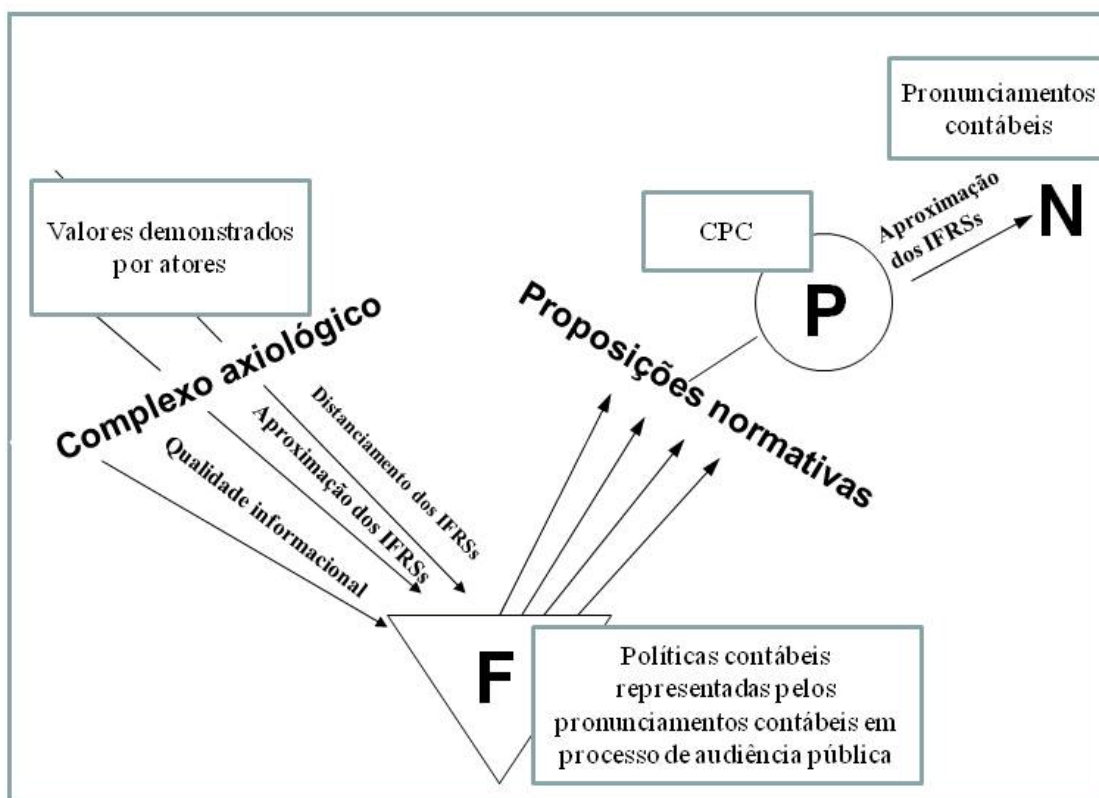 Pronunciamentos
contábeis
Valores demonstrados
por atores
CPC
Aproximação
dos IFRSs
N
P
Complexo axiológico
Proposições normativas
Distanciamento dos IFRSs
Aproximação dos IFRSs
Qualidade informacional
F
Políticas contábeis
representadas pelos
pronunciamentos contábeis em
processo de audiência pública